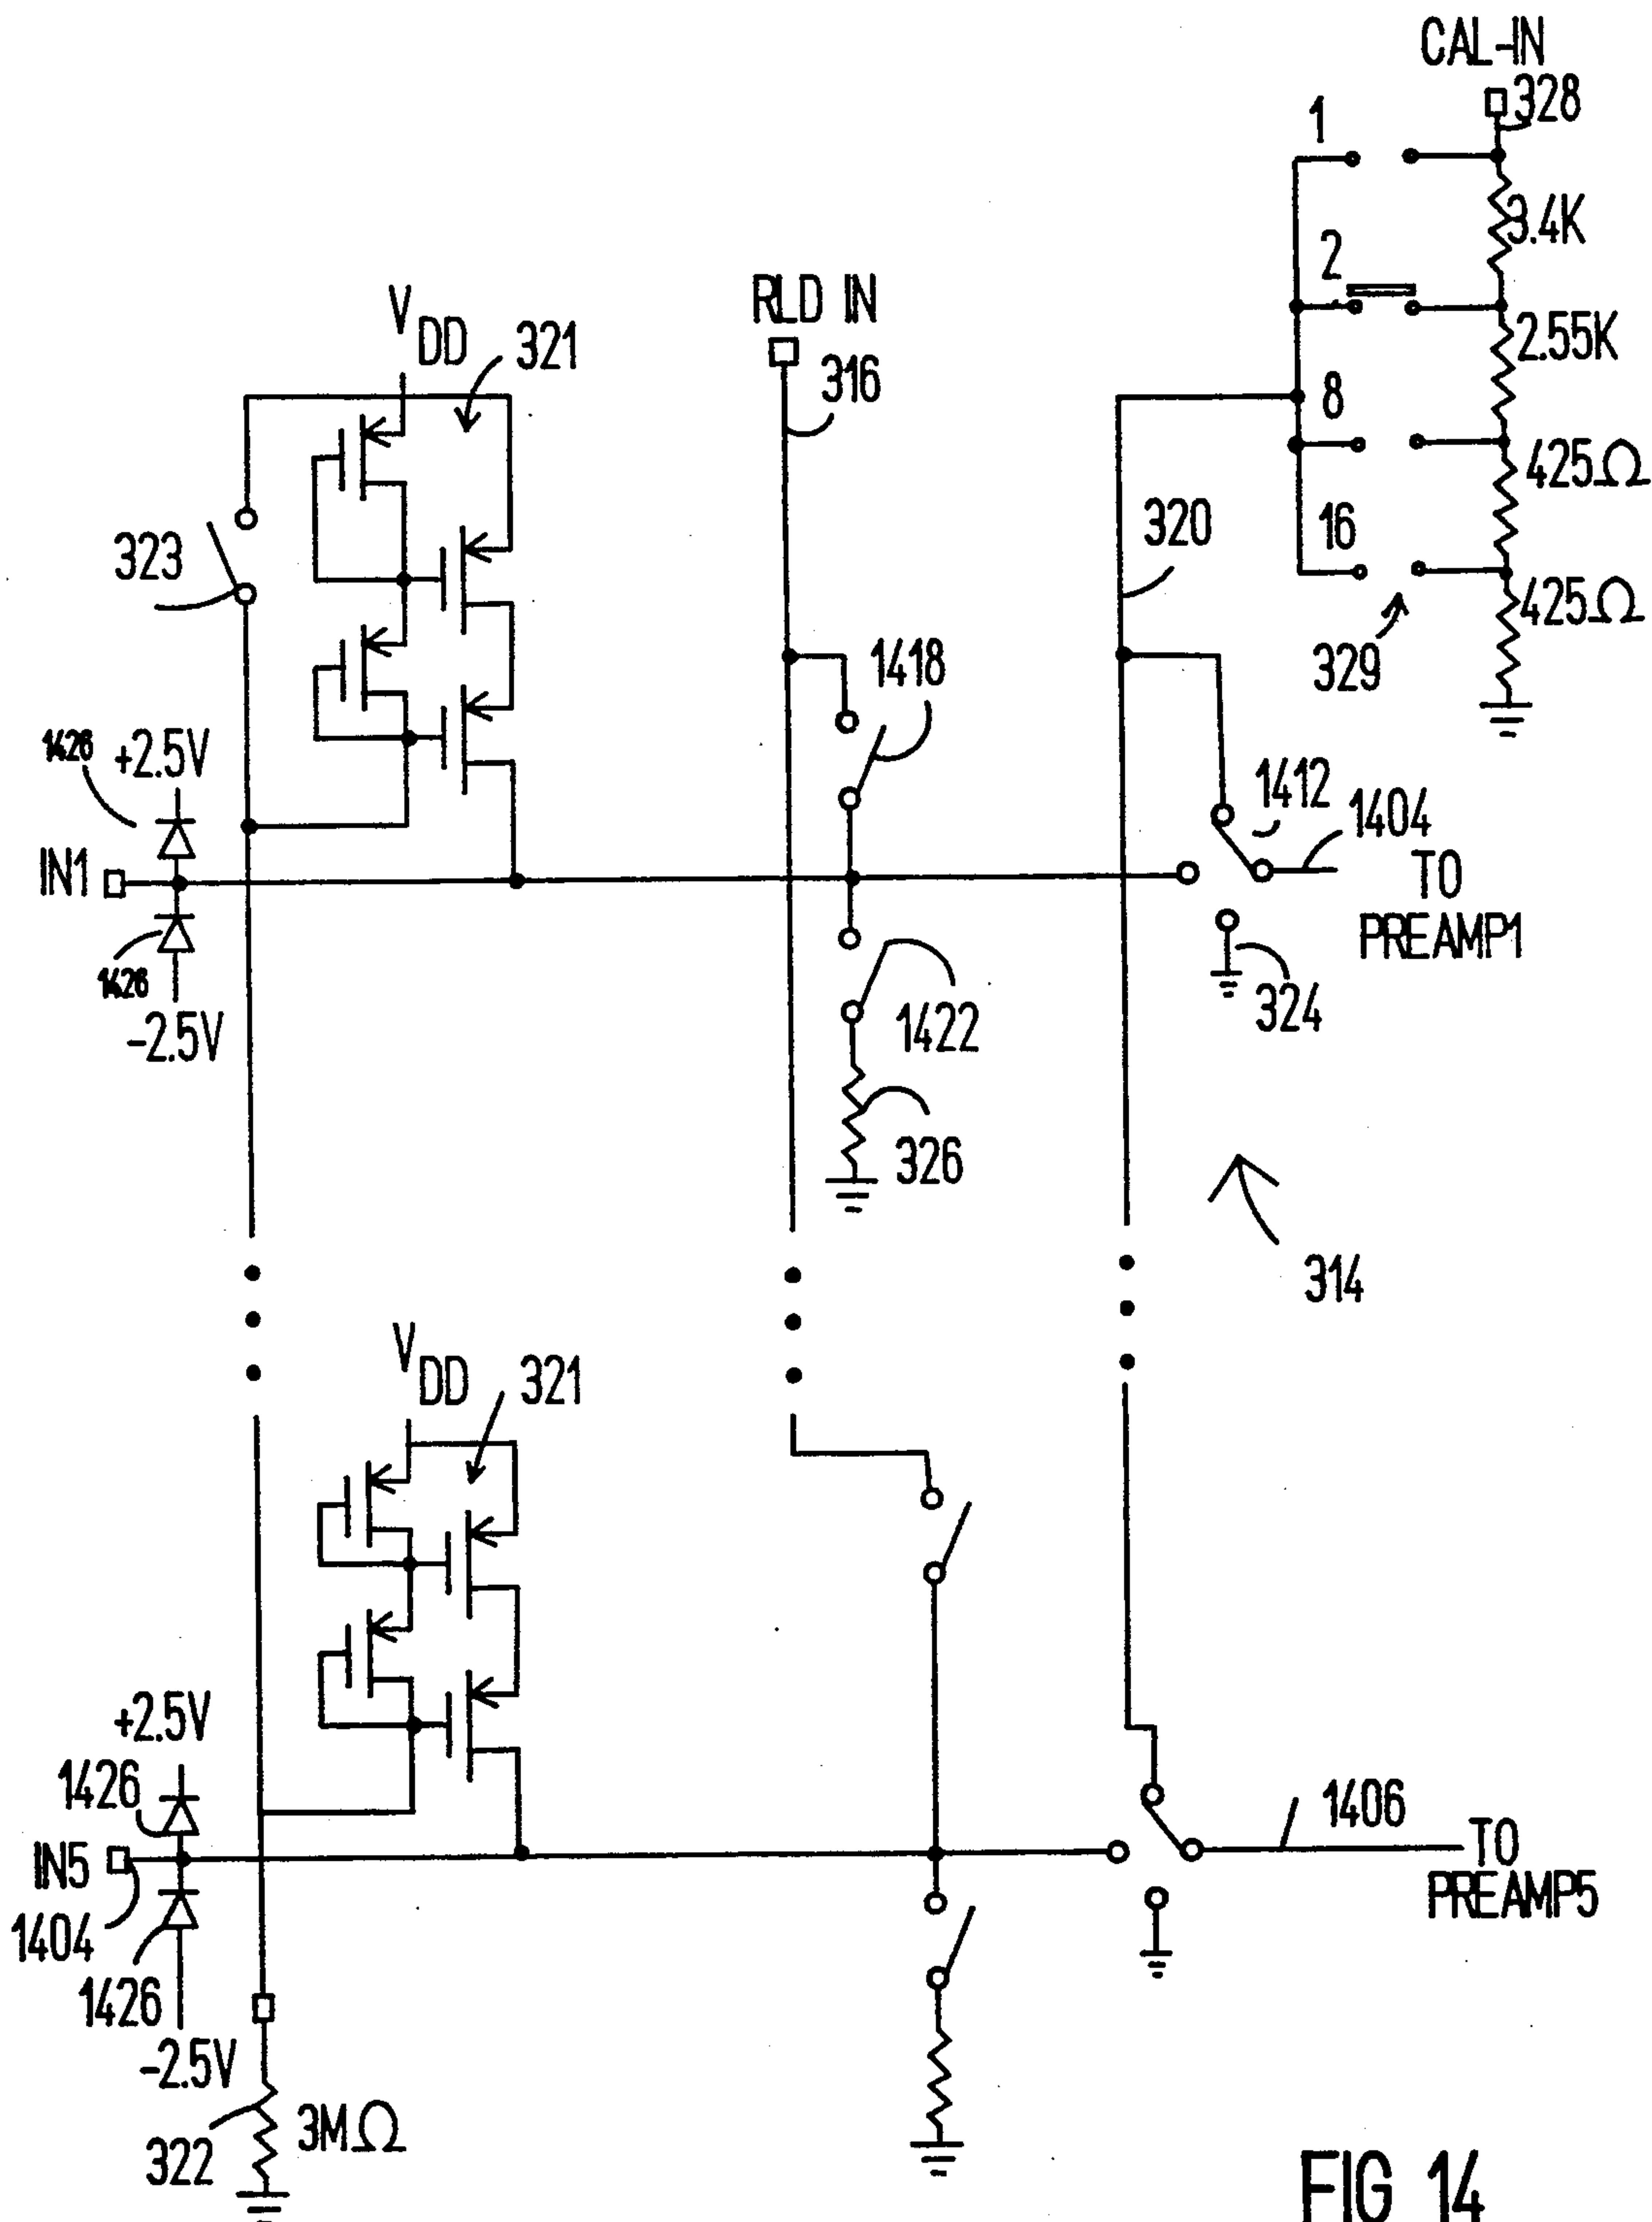 CAL-IN
328
1
3.4K
2
2.55K
8
425Ω
16
425Ω
329
320
V
DD
321
RLD IN
316
323
1418
1426
+2.5V
IN1
1426
-2.5V
1412
1404
TO
PREAMP1
324
1422
326
314
V
DD
321
+2.5V
1426
IN5
1404
1426
-2.5V
322
3MΩ
1406
TO
PREAMP5
FIG 14